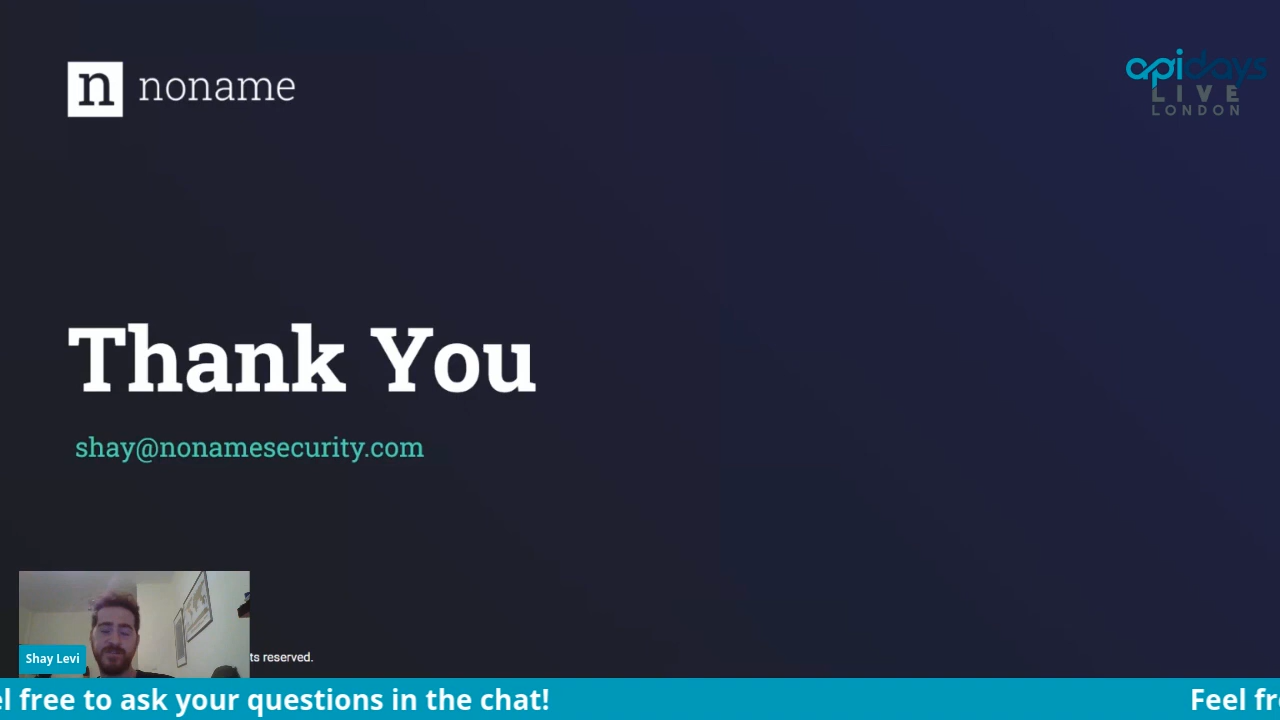 n noname
apidays
LIVE
LONDON
Thank You
shay@nonamesecurity.com
Shay Levi
ts reserved.
el free to ask your questions in the chat!
Feel fr